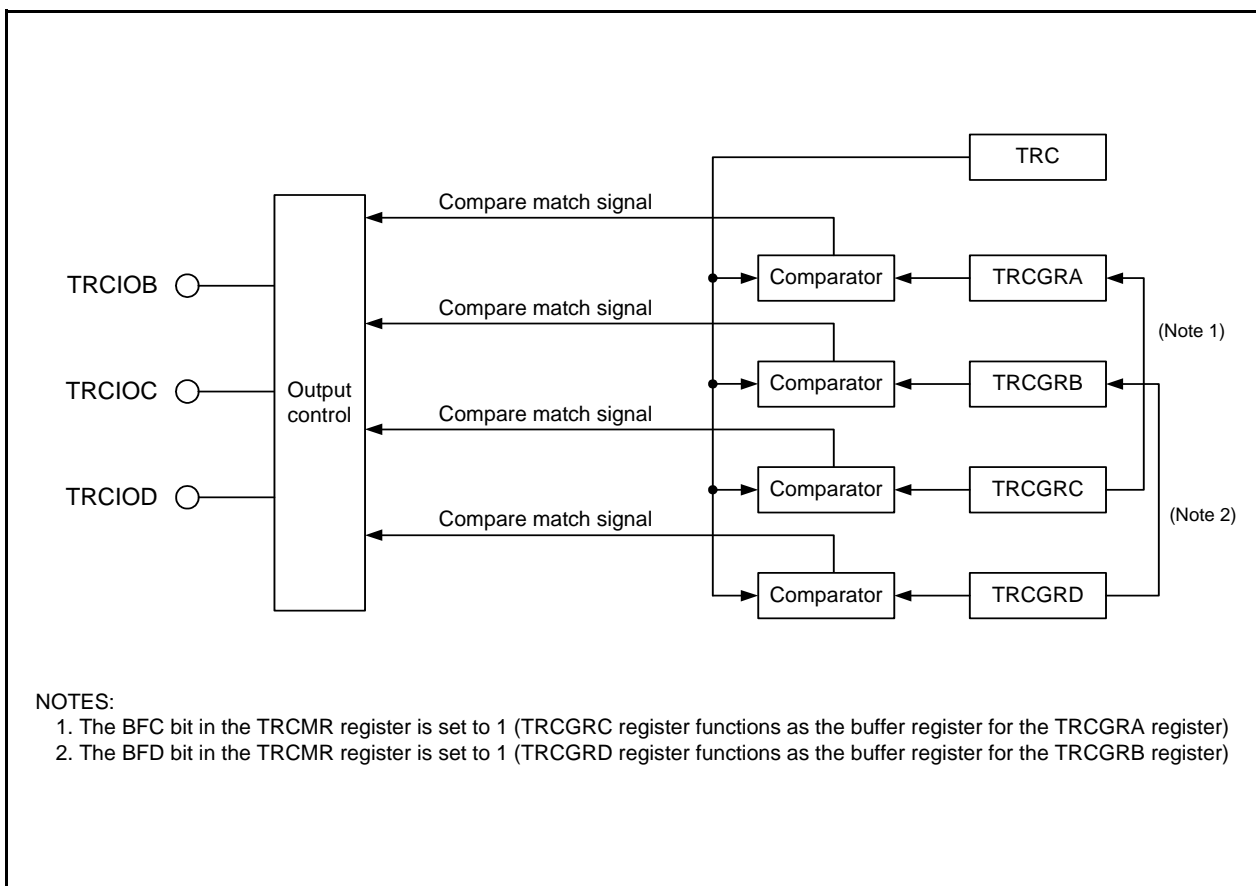 TRC
Compare match signal
Comparator
TRCGRA
TRCIOB
Compare match signal
(Note 1)
Comparator
TRCGRB
TRCIOC
Output
control
Compare match signal
Comparator
TRCGRC
TRCIOD
(Note 2)
Compare match signal
Comparator
TRCGRD
NOTES:
1. The BFC bit in the TRCMR register is set to 1 (TRCGRC register functions as the buffer register for the TRCGRA register)
2. The BFD bit in the TRCMR register is set to 1 (TRCGRD register functions as the buffer register for the TRCGRB register)